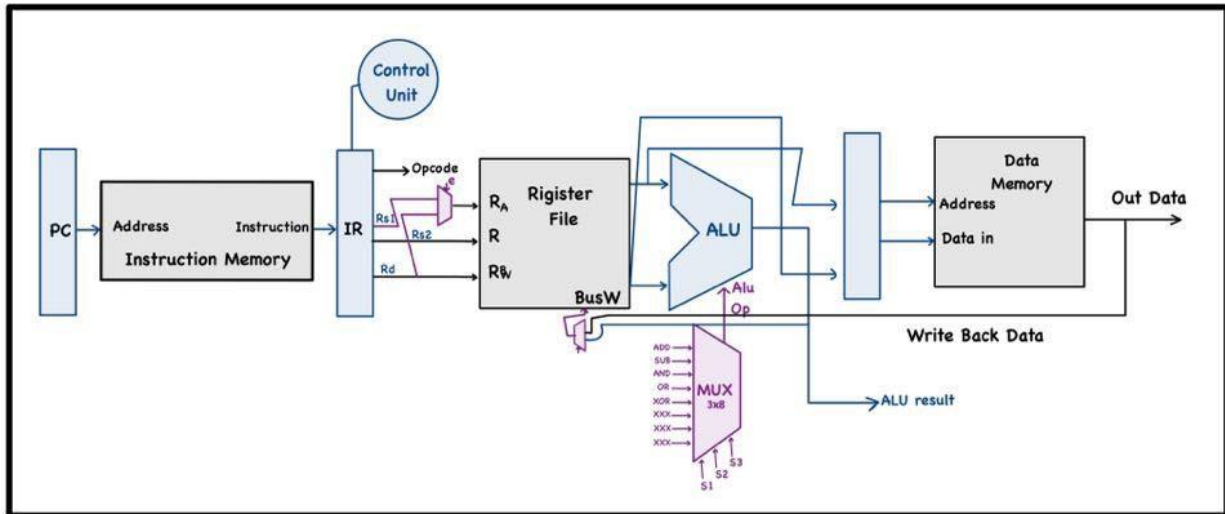 Control
Unit
PC
Address
Instruction
Instruction Memory
IR
Opcode
e
Rs1
Rs2
Rd
RA
R
RBW
Rigister
File
BusW
ALU
Alu
Op
ADD
SUB
AND
OR
XOR
XXX
XXX
XXX
MUX
3x8
S1
S2
S3
Data
Memory
Address
Data in
Out Data
Write Back Data
ALU result